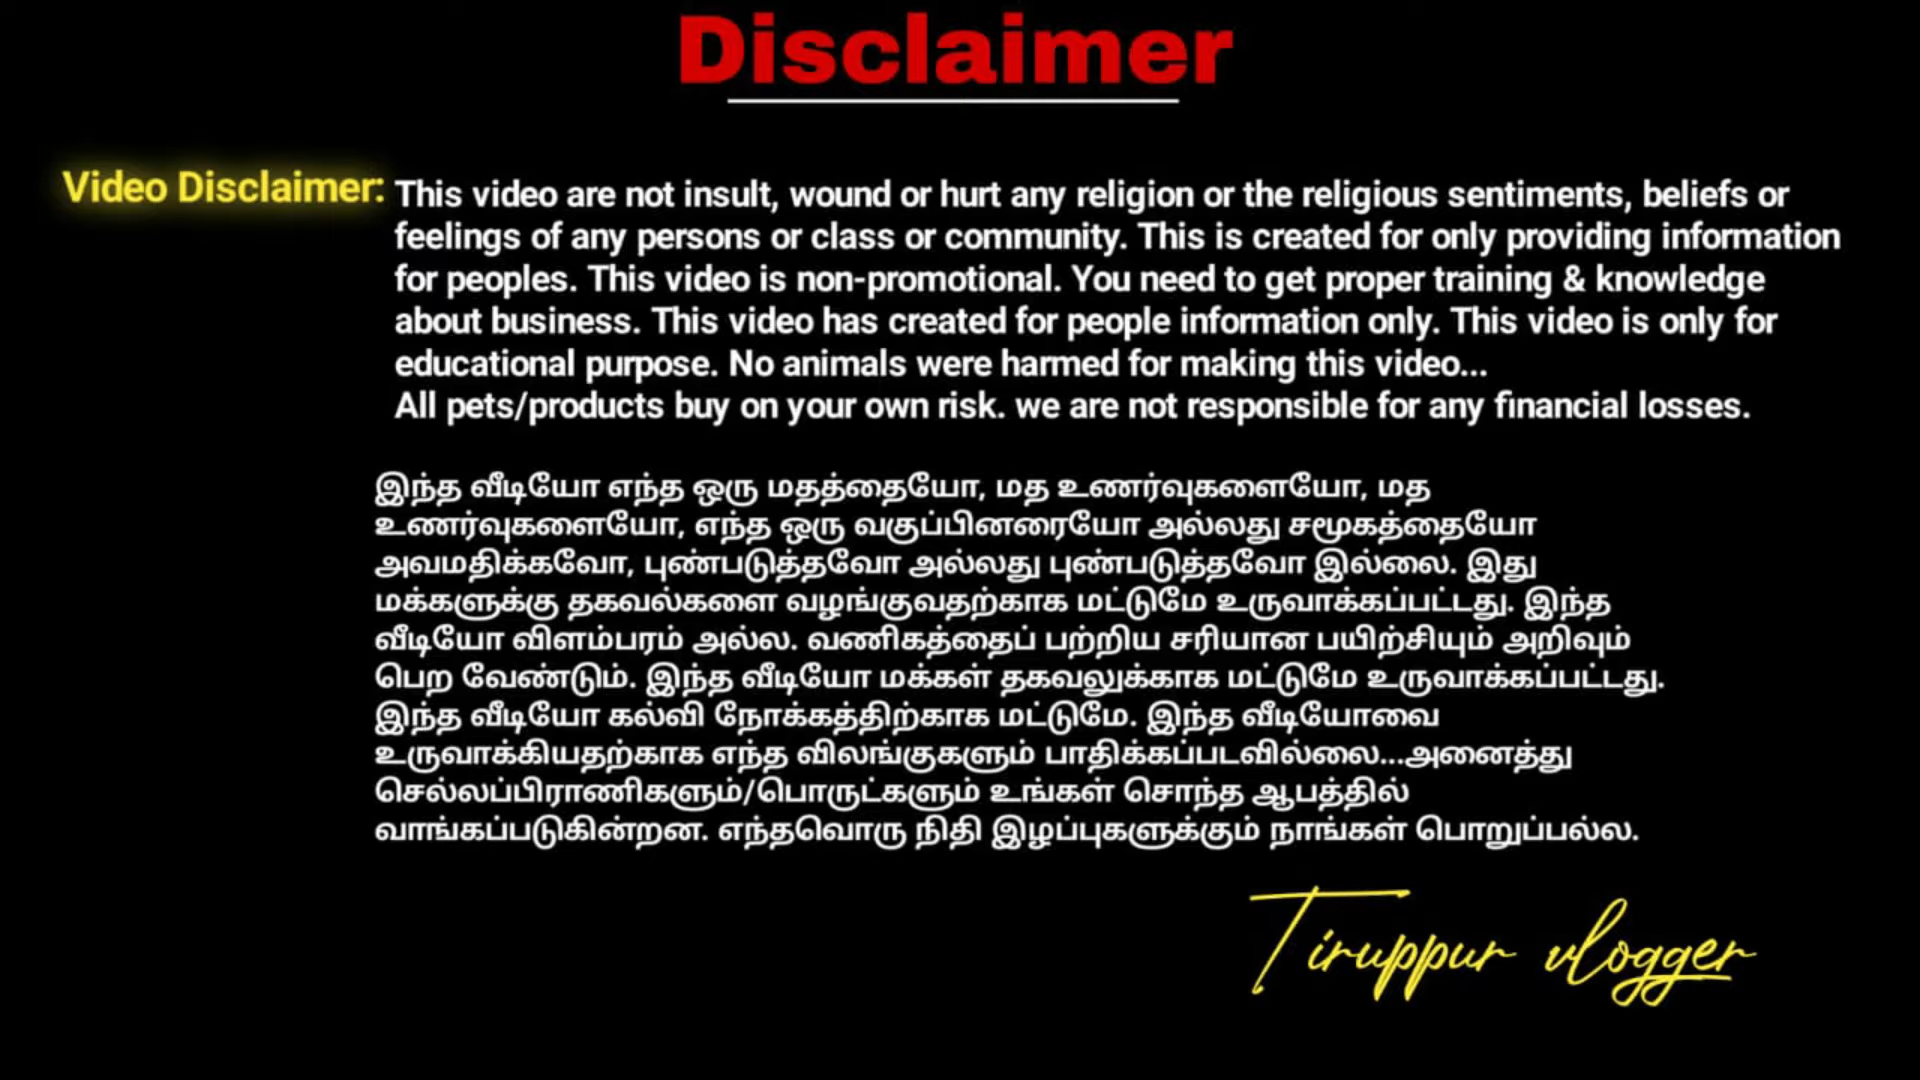 Disclaimer
Video Disclaimer: This video are not insult, wound or hurt any religion or the religious sentiments, beliefs or
feelings of any persons or class or community. This is created for only providing information
for peoples. This video is non-promotional. You need to get proper training & knowledge
about business. This video has created for people information only. This video is only for
educational purpose. No animals were harmed for making this video...
All pets/products buy on your own risk. we are not responsible for any financial losses.
இந்த வீடியோ எந்த ஒரு மதத்தையோ, மத உணர்வுகளையோ, மத
உணர்வுகளையோ, எந்த ஒரு வகுப்பினரையோ அல்லது சமூகத்தையோ
அவமதிக்கவோ, புண்படுத்தவோ அல்லது புண்படுத்தவோ இல்லை. இது
மக்களுக்கு தகவல்களை வழங்குவதற்காக மட்டுமே உருவாக்கப்பட்டது. இந்த
வீடியோ விளம்பரம் அல்ல. வணிகத்தைப் பற்றிய சரியான பயிற்சியும் அறிவும்
பெற வேண்டும். இந்த வீடியோ மக்கள் தகவலுக்காக மட்டுமே உருவாக்கப்பட்டது.
இந்த வீடியோ கல்வி நோக்கத்திற்காக மட்டுமே. இந்த வீடியோவை
உருவாக்கியதற்காக எந்த விலங்குகளும் பாதிக்கப்படவில்லை...அனைத்து
செல்லப்பிராணிகளும்/பொருட்களும் உங்கள் சொந்த ஆபத்தில்
வாங்கப்படுகின்றன. எந்தவொரு நிதி இழப்புகளுக்கும் நாங்கள் பொறுப்பல்ல.
Tiruppur vlogger